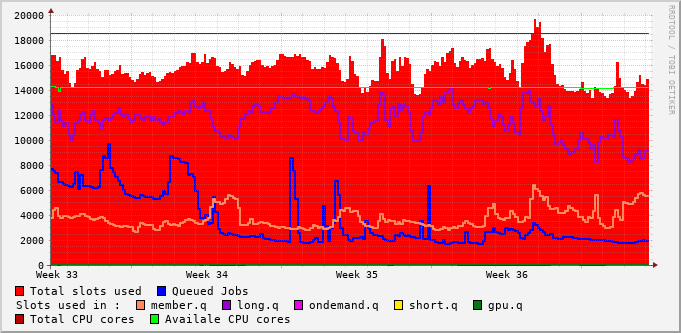 20000
18000
16000
14000
12000
10000
8000
6000
4000
2000
0
Week 33 Week 34 Week 35 Week 36
Total slots used Queued Jobs
Slots used in : member.q long.q ondemand.q short.q gpu.q
Total CPU cores Availale CPU cores
RRDTOOL / TOBI OETIKER